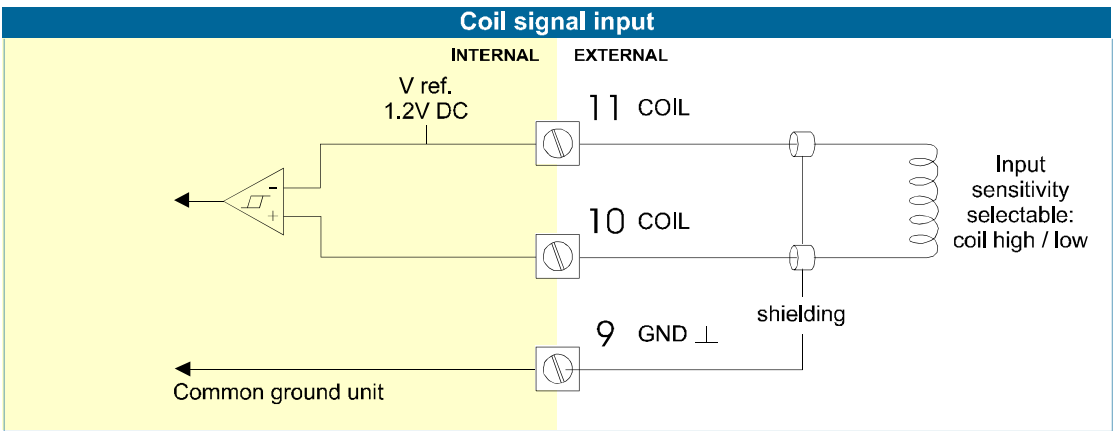 Coil signal input
INTERNAL
EXTERNAL
V ref.
1.2V DC
11 COIL
-
+
10 COIL
Input
sensitivity
selectable:
coil high / low
shielding
9 GND ⊥
Common ground unit